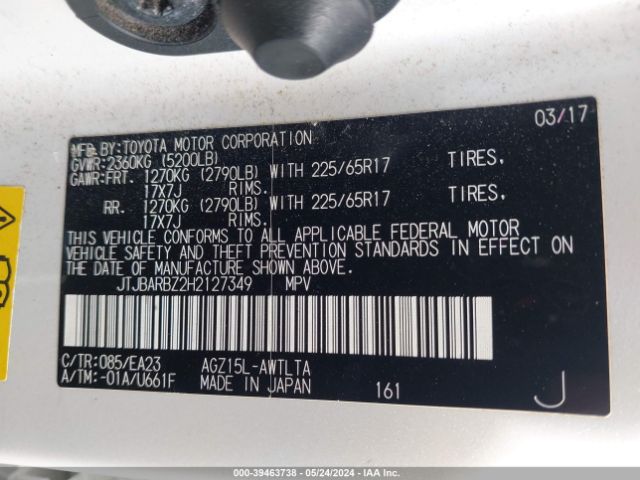 03/17
MFD BY: TOYOTA MOTOR CORPORATION
GVWR: 2360KG (5200LB)
GAWR: FRT. 1270KG (2790LB) WITH 225/65R17 TIRES,
17X7J RIMS.
RR. 1270KG (2790LB) WITH 225/65R17 TIRES,
17X7J RIMS.
THIS VEHICLE CONFORMS TO ALL APPLICABLE FEDERAL MOTOR
VEHICLE SAFETY AND THEFT PREVENTION STANDARDS IN EFFECT ON
THE DATE OF MANUFACTURE SHOWN ABOVE.
JTJBARBZ2H2127349 MPV
C/TR: 085/EA23 AGZ15L-AWTLTA
A/TM: -01A/U661F MADE IN JAPAN 161 J
000-39463738 - 05/24/2024 - IAA Inc.